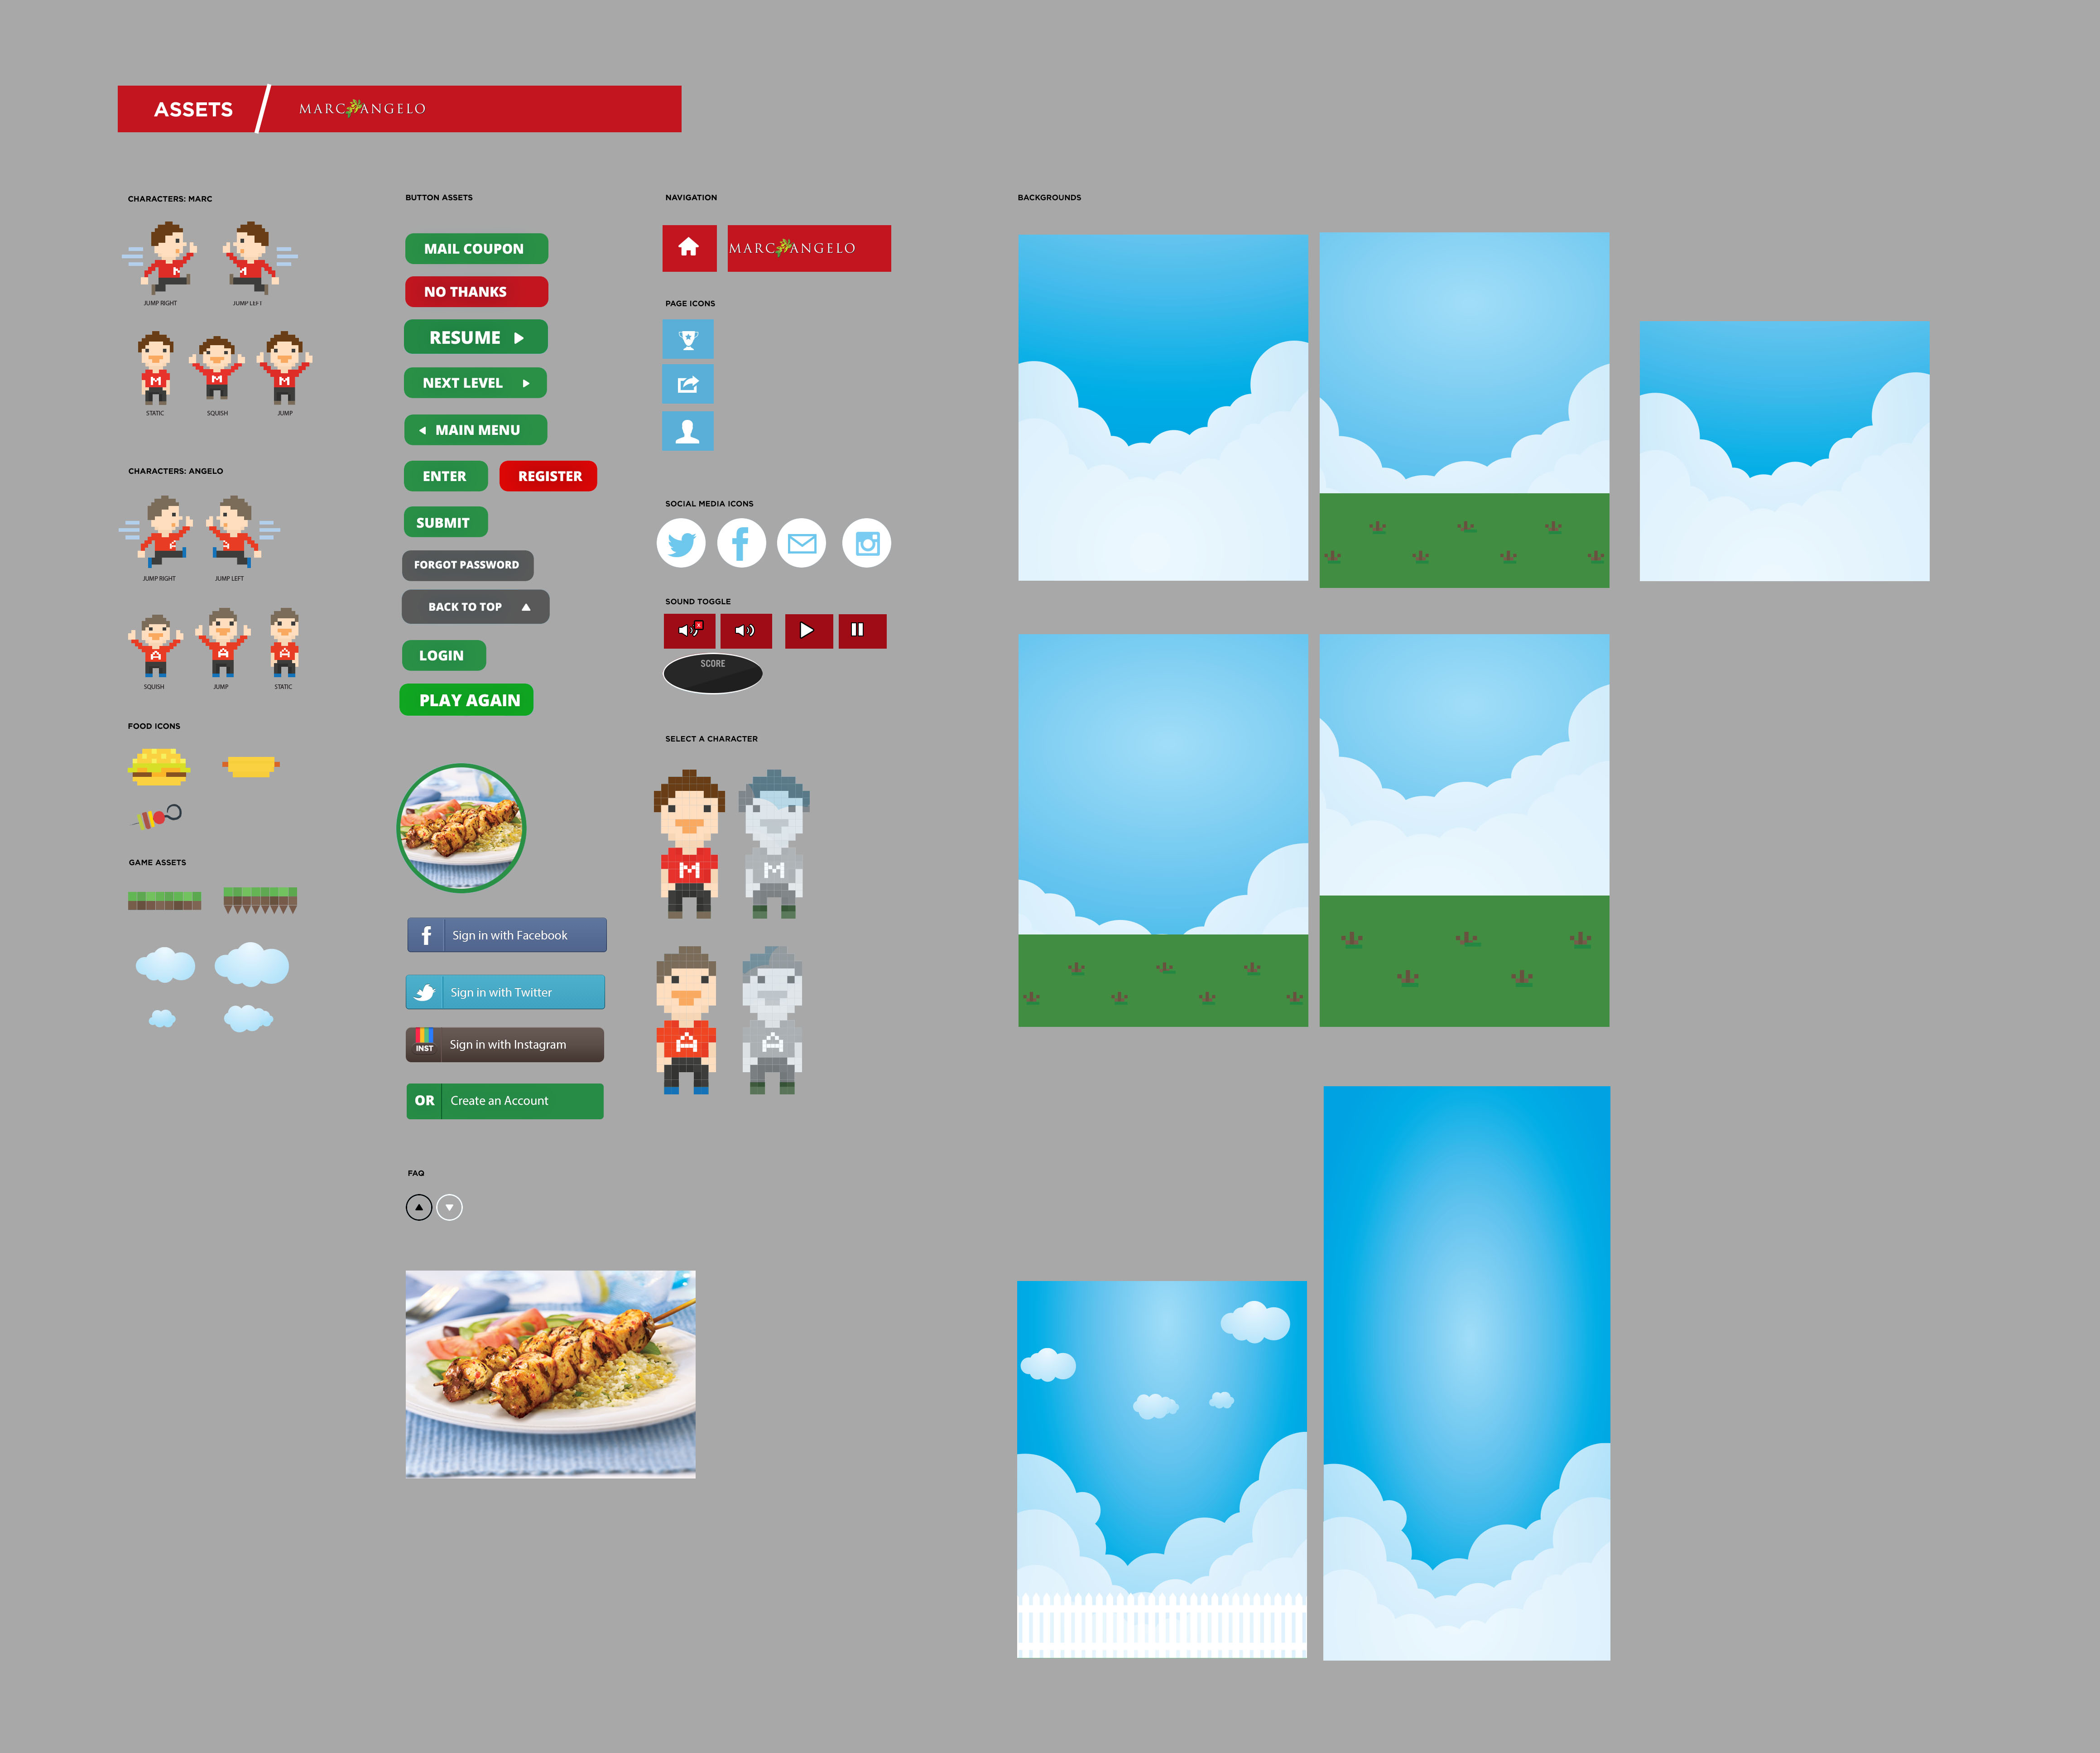 ASSETS
MARC ANGELO
CHARACTERS: MARC
JUMP RIGHT
JUMP LEFT
M
M
M
STATIC
SQUISH
JUMP
CHARACTERS: ANGELO
JUMP RIGHT
JUMP LEFT
A
A
A
SQUISH
JUMP
STATIC
FOOD ICONS
GAME ASSETS
BUTTON ASSETS
MAIL COUPON
NO THANKS
RESUME
NEXT LEVEL
MAIN MENU
ENTER
REGISTER
SUBMIT
FORGOT PASSWORD
BACK TO TOP
LOGIN
PLAY AGAIN
f
Sign in with Facebook
Sign in with Twitter
INST
Sign in with Instagram
OR
Create an Account
FAQ
NAVIGATION
MARC ANGELO
PAGE ICONS
SOCIAL MEDIA ICONS
f
SOUND TOGGLE
SCORE
SELECT A CHARACTER
M
M
A
A
BACKGROUNDS